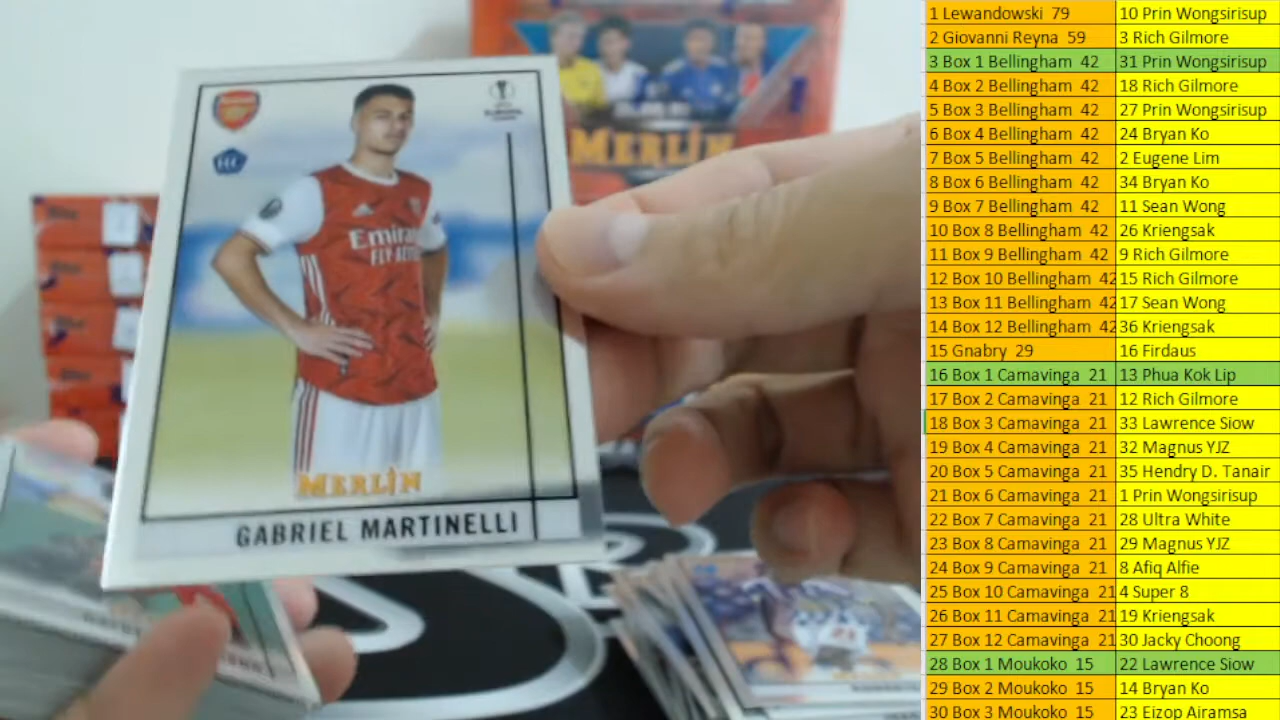 MERLIN
Emira
FLY BETTE
MERLIN
GABRIEL MARTINELLI
1 Lewandowski 79 10 Prin Wongsirisup
2 Giovanni Reyna 59 3 Rich Gilmore
3 Box 1 Bellingham 42 31 Prin Wongsirisup
4 Box 2 Bellingham 42 18 Rich Gilmore
5 Box 3 Bellingham 42 27 Prin Wongsirisup
6 Box 4 Bellingham 42 24 Bryan Ko
7 Box 5 Bellingham 42 2 Eugene Lim
8 Box 6 Bellingham 42 34 Bryan Ko
9 Box 7 Bellingham 42 11 Sean Wong
10 Box 8 Bellingham 42 26 Kriengsak
11 Box 9 Bellingham 42 9 Rich Gilmore
12 Box 10 Bellingham 42 15 Rich Gilmore
13 Box 11 Bellingham 42 17 Sean Wong
14 Box 12 Bellingham 42 36 Kriengsak
15 Gnabry 29 16 Firdaus
16 Box 1 Camavinga 21 13 Phua Kok Lip
17 Box 2 Camavinga 21 12 Rich Gilmore
18 Box 3 Camavinga 21 33 Lawrence Siow
19 Box 4 Camavinga 21 32 Magnus YJZ
20 Box 5 Camavinga 21 35 Hendry D. Tanair
21 Box 6 Camavinga 21 1 Prin Wongsirisup
22 Box 7 Camavinga 21 28 Ultra White
23 Box 8 Camavinga 21 29 Magnus YJZ
24 Box 9 Camavinga 21 8 Afiq Alfie
25 Box 10 Camavinga 21 4 Super 8
26 Box 11 Camavinga 21 19 Kriengsak
27 Box 12 Camavinga 21 30 Jacky Choong
28 Box 1 Moukoko 15 22 Lawrence Siow
29 Box 2 Moukoko 15 14 Bryan Ko
30 Box 3 Moukoko 15 23 Eizop Airamsa